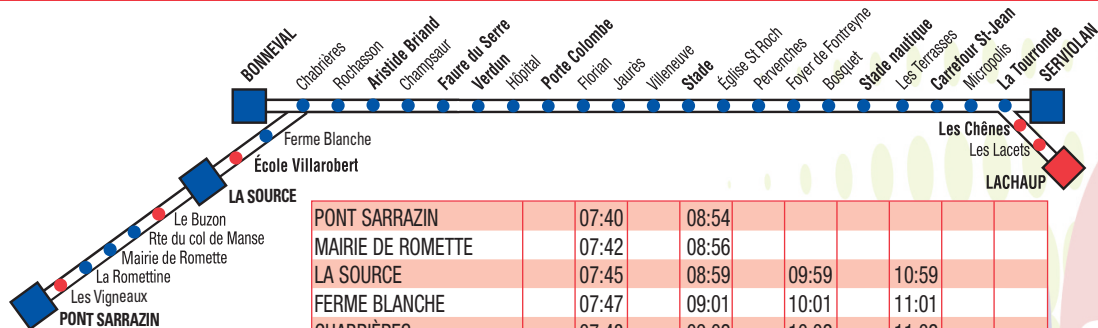 BONNEVAL
Chabrières
Rochasson
Aristide Briand
Champsaur
Faure du Serre
Verdun
Hôpital
Porte Colombe
Florian
Jaurès
Villeneuve
Stade
Église St Roch
Pervenches
Foyer de Fontreyne
Bosquet
Stade nautique
Les Terrasses
Carrefour St-Jean
Micropolis
La Tourronde
SERVIOLAN
Ferme Blanche
École Villarobert
LA SOURCE
Le Buzon
Rte du col de Manse
Mairie de Romette
La Romettine
Les Vigneaux
PONT SARRAZIN
Les Chênes
Les Lacets
LACHAUP
PONT SARRAZIN 07:40 08:54
MAIRIE DE ROMETTE 07:42 08:56
LA SOURCE 07:45 08:59 09:59 10:59
FERME BLANCHE 07:47 09:01 10:01 11:01